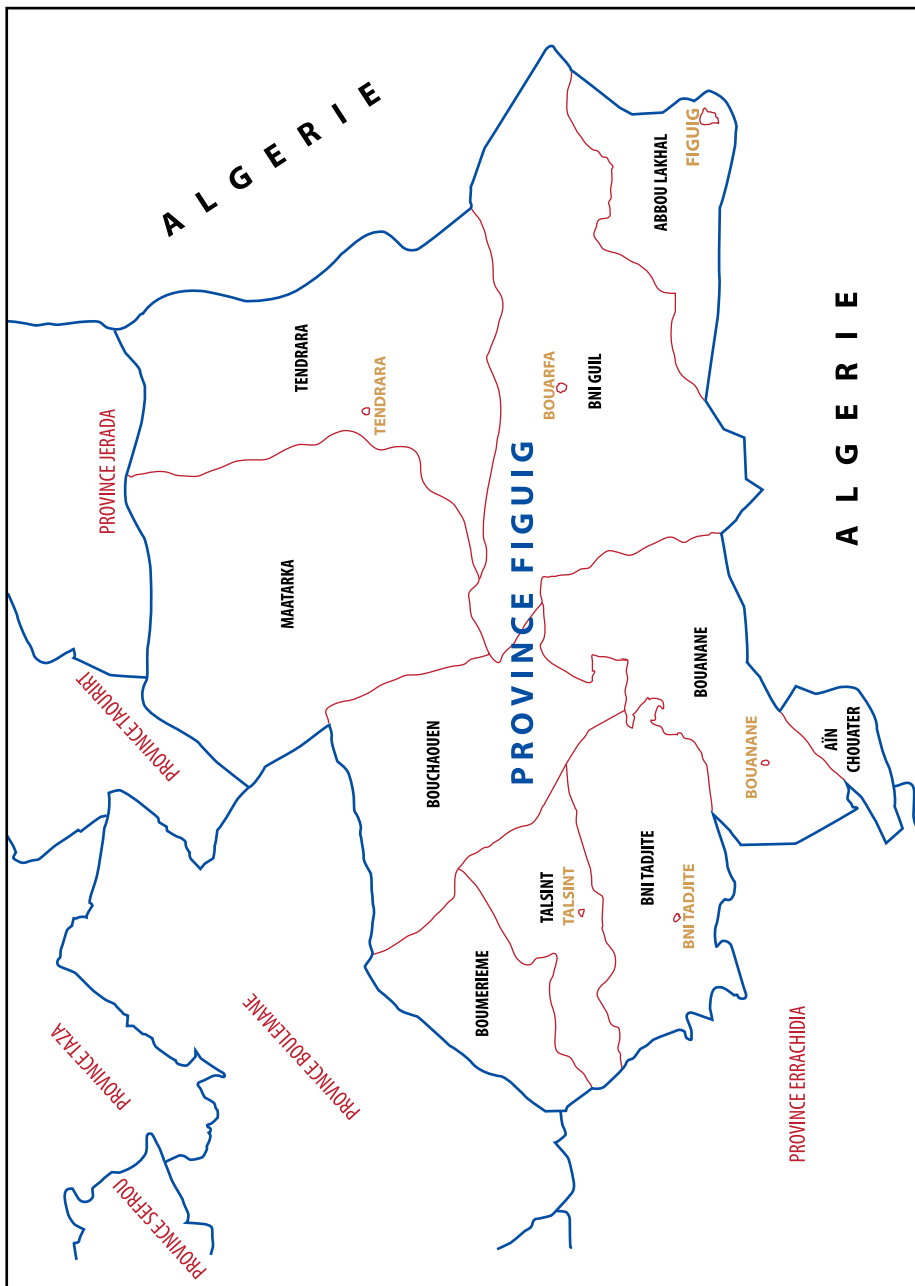 ALGERIE
PROVINCE JERADA
PROVINCE TAOURIRT
PROVINCE TAZA
PROVINCE SEFROU
PROVINCE BOULEMANE
PROVINCE ERRACHIDIA
PROVINCE FIGUIG
MAATARKA
TENDRARA
TENDRARA
BOUCHAOUEN
BOUMERIEME
TALSINT
TALSINT
BNI TADJITE
BNI TADJITE
BOUANANE
BOUANANE
AÏN
CHOUATER
BOUARFA
BNI GUIL
ABBOU LAKHAL
FIGUIG
ALGERIE